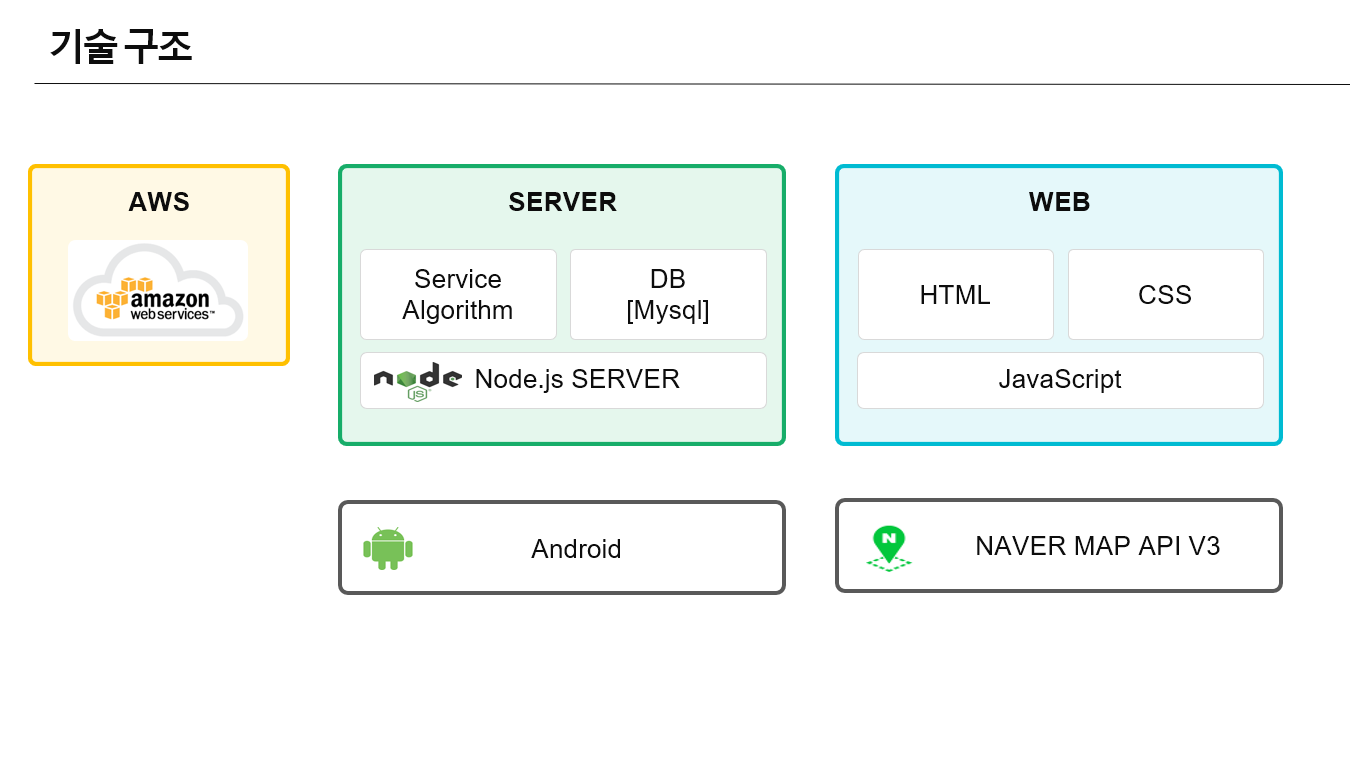 기술 구조
AWS
amazon
web services™
SERVER
Service
Algorithm
DB
[Mysql]
node
JS
Node.js SERVER
WEB
HTML
CSS
JavaScript
Android
N
NAVER MAP API V3